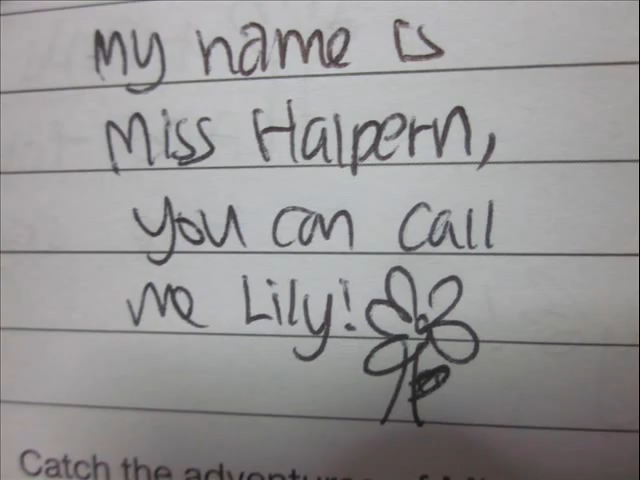 My name is
Miss Halpern,
you can call
me Lily!
Catch the